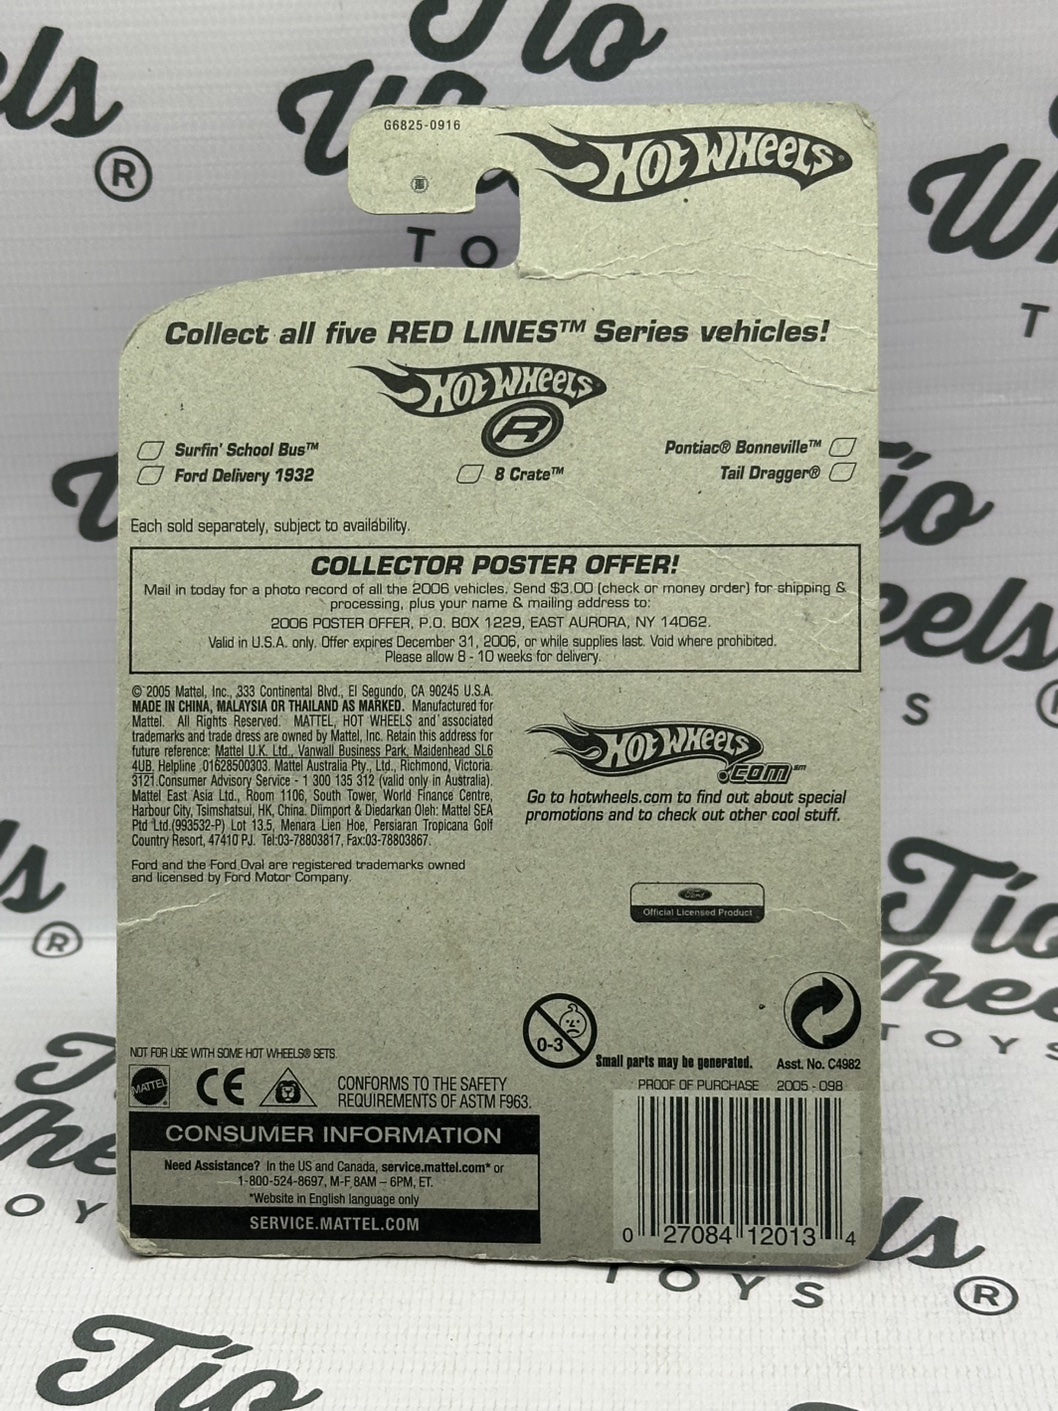 G6825-0916
HOT WHEELS
Collect all five RED LINES™ Series vehicles!
HOT WHEELS
R
Surfin' School Bus™
Ford Delivery 1932
8 Crate™
Pontiac® Bonneville™
Tail Dragger®
Each sold separately, subject to availability.
COLLECTOR POSTER OFFER!
Mail in today for a photo record of all the 2006 vehicles. Send $3.00 (check or money order) for shipping &
processing, plus your name & mailing address to:
2006 POSTER OFFER, P.O. BOX 1229, EAST AURORA, NY 14062.
Valid in U.S.A. only. Offer expires December 31, 2006, or while supplies last. Void where prohibited.
Please allow 8 - 10 weeks for delivery.
© 2005 Mattel, Inc., 333 Continental Blvd., El Segundo, CA 90245 U.S.A.
MADE IN CHINA, MALAYSIA OR THAILAND AS MARKED. Manufactured for
Mattel. All Rights Reserved. MATTEL, HOT WHEELS and associated
trademarks and trade dress are owned by Mattel, Inc. Retain this address for
future reference: Mattel U.K. Ltd., Vanwall Business Park, Maidenhead SL6
4UB. Helpline 01628500303. Mattel Australia Pty., Ltd., Richmond, Victoria.
3121.Consumer Advisory Service - 1 300 135 312 (valid only in Australia).
Mattel East Asia Ltd., Room 1106, South Tower, World Finance Centre,
Harbour City, Tsimshatsui, HK, China. Diimport & Diedarkan Oleh: Mattel SEA
Ptd Ltd.(993532-P) Lot 13.5, Menara Lien Hoe, Persiaran Tropicana Golf
Country Resort, 47410 PJ. Tel:03-78803817, Fax:03-78803867.
Ford and the Ford Oval are registered trademarks owned
and licensed by Ford Motor Company.
HOT WHEELS
.COM℠
Go to hotwheels.com to find out about special
promotions and to check out other cool stuff.
Ford
Official Licensed Product
0-3
Small parts may be generated.
Asst. No. C4982
NOT FOR USE WITH SOME HOT WHEELS® SETS.
MATTEL
CE
CONFORMS TO THE SAFETY
REQUIREMENTS OF ASTM F963.
PROOF OF PURCHASE 2005 - 098
0 27084 12013 4
CONSUMER INFORMATION
Need Assistance? In the US and Canada, service.mattel.com* or
1-800-524-8697, M-F 8AM – 6PM, ET.
*Website in English language only
SERVICE.MATTEL.COM
Tio
Wheels
TOYS
®